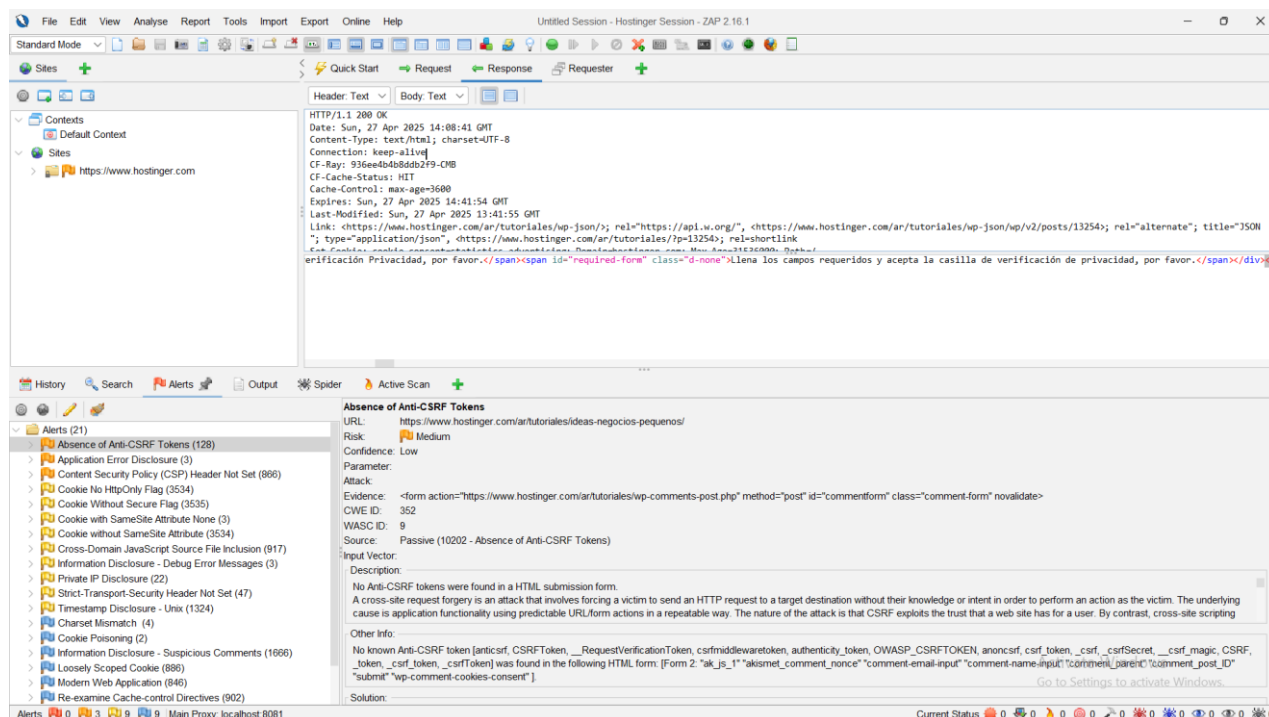 File Edit View Analyse Report Tools Import Export Online Help Untitled Session - Hostinger Session - ZAP 2.16.1
Standard Mode
Sites
Quick Start Request Response Requester
Header: Text Body: Text
Contexts
Default Context
Sites
https://www.hostinger.com
HTTP/1.1 200 OK
Date: Sun, 27 Apr 2025 14:08:41 GMT
Content-Type: text/html; charset=UTF-8
Connection: keep-alive
CF-Ray: 936ee4b4b8ddb2f9-CMB
CF-Cache-Status: HIT
Cache-Control: max-age=3600
Expires: Sun, 27 Apr 2025 14:41:54 GMT
Last-Modified: Sun, 27 Apr 2025 13:41:55 GMT
Link: <https://www.hostinger.com/ar/tutoriales/wp-json/>; rel="https://api.w.org/", <https://www.hostinger.com/ar/tutoriales/wp-json/wp/v2/posts/13254>; rel="alternate"; title="JSON
"; type="application/json", <https://www.hostinger.com/ar/tutoriales/?p=13254>; rel=shortlink
erificación Privacidad, por favor.</span><span id="required-form" class="d-none">Llena los campos requeridos y acepta la casilla de verificación de privacidad, por favor.</span></div>
History Search Alerts Output Spider Active Scan
Alerts (21)
Absence of Anti-CSRF Tokens (128)
Application Error Disclosure (3)
Content Security Policy (CSP) Header Not Set (866)
Cookie No HttpOnly Flag (3534)
Cookie Without Secure Flag (3535)
Cookie with SameSite Attribute None (3)
Cookie without SameSite Attribute (3534)
Cross-Domain JavaScript Source File Inclusion (917)
Information Disclosure - Debug Error Messages (3)
Private IP Disclosure (22)
Strict-Transport-Security Header Not Set (47)
Timestamp Disclosure - Unix (1324)
Charset Mismatch (4)
Cookie Poisoning (2)
Information Disclosure - Suspicious Comments (1666)
Loosely Scoped Cookie (886)
Modern Web Application (846)
Re-examine Cache-control Directives (902)
Absence of Anti-CSRF Tokens
URL: https://www.hostinger.com/ar/tutoriales/ideas-negocios-pequenos/
Risk: Medium
Confidence: Low
Parameter:
Attack:
Evidence: <form action="https://www.hostinger.com/ar/tutoriales/wp-comments-post.php" method="post" id="commentform" class="comment-form" novalidate>
CWE ID: 352
WASC ID: 9
Source: Passive (10202 - Absence of Anti-CSRF Tokens)
Input Vector:
Description:
No Anti-CSRF tokens were found in a HTML submission form.
A cross-site request forgery is an attack that involves forcing a victim to send an HTTP request to a target destination without their knowledge or intent in order to perform an action as the victim. The underlying
cause is application functionality using predictable URL/form actions in a repeatable way. The nature of the attack is that CSRF exploits the trust that a web site has for a user. By contrast, cross-site scripting
Other Info:
No known Anti-CSRF token [anticsrf, CSRFToken, __RequestVerificationToken, csrfmiddlewaretoken, authenticity_token, OWASP_CSRFTOKEN, anoncsrf, csrf_token, _csrf, _csrfSecret, __csrf_magic, CSRF,
_token, _csrf_token, _csrfToken] was found in the following HTML form: [Form 2: "ak_js_1" "akismet_comment_nonce" "comment-email-input" "comment-name-input" "comment_parent" "comment_post_ID"
"submit" "wp-comment-cookies-consent" ].
Activate Windows
Go to Settings to activate Windows.
Solution:
Alerts 0 3 9 9 Main Proxy: localhost:8081 Current Status 0 0 0 0 0 0 0 0 0